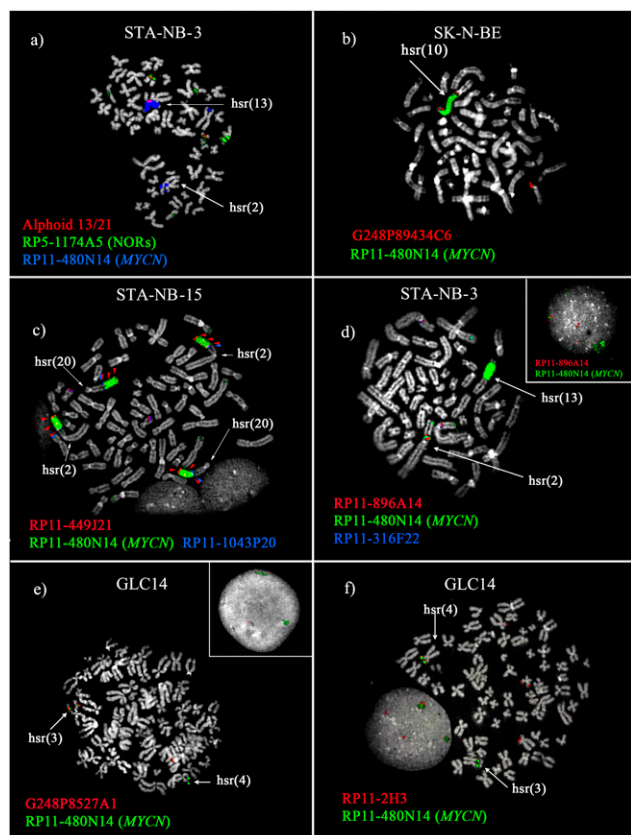 a)
STA-NB-3
hsr(13)
hsr(2)
Alphoid 13/21
RP5-1174A5 (NORs)
RP11-480N14 (MYCN)
b)
SK-N-BE
hsr(10)
G248P89434C6
RP11-480N14 (MYCN)
c)
STA-NB-15
hsr(20)
hsr(2)
hsr(20)
hsr(2)
RP11-449J21
RP11-480N14 (MYCN) RP11-1043P20
d)
STA-NB-3
RP11-896A14
RP11-480N14 (MYCN)
hsr(13)
hsr(2)
RP11-896A14
RP11-480N14 (MYCN)
RP11-316F22
e)
GLC14
hsr(3)
hsr(4)
G248P8527A1
RP11-480N14 (MYCN)
f)
GLC14
hsr(4)
hsr(3)
RP11-2H3
RP11-480N14 (MYCN)